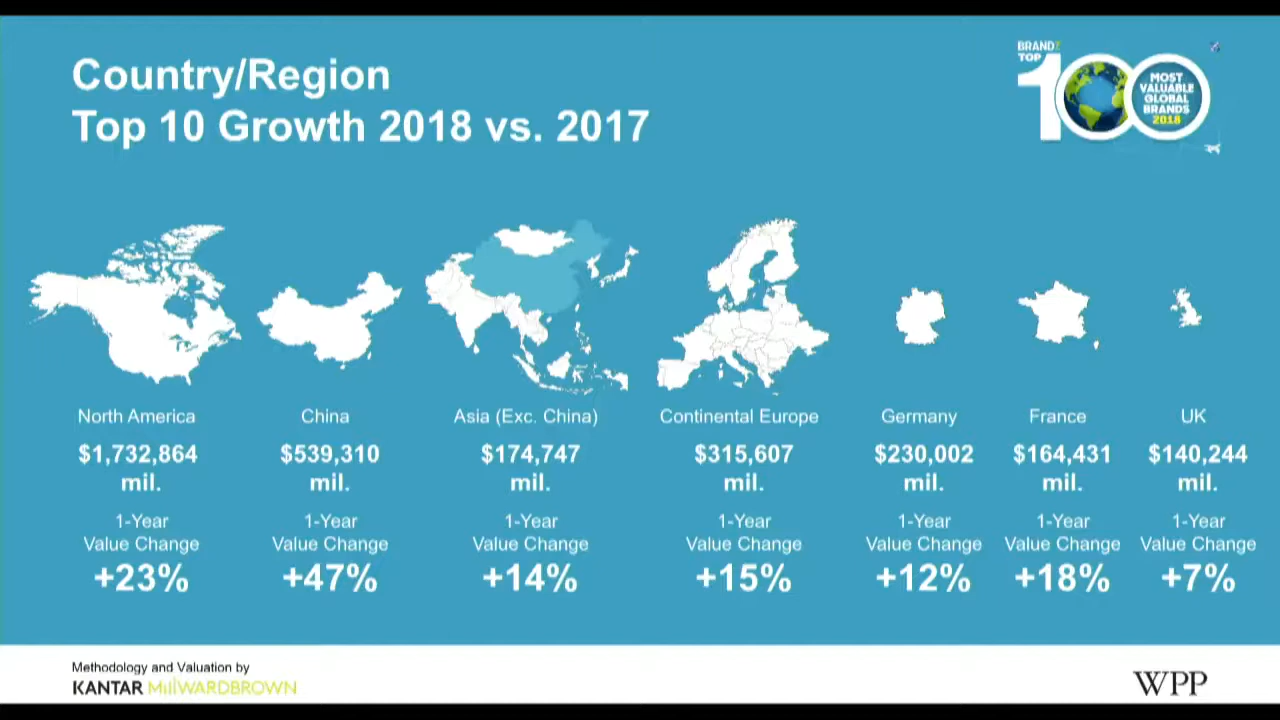 Country/Region
Top 10 Growth 2018 vs. 2017
BRANDZ
TOP
100
MOST
VALUABLE
GLOBAL
BRANDS
2018
North America
$1,732,864
mil.
1-Year
Value Change
+23%
China
$539,310
mil.
1-Year
Value Change
+47%
Asia (Exc. China)
$174,747
mil.
1-Year
Value Change
+14%
Continental Europe
$315,607
mil.
1-Year
Value Change
+15%
Germany
$230,002
mil.
1-Year
Value Change
+12%
France
$164,431
mil.
1-Year
Value Change
+18%
UK
$140,244
mil.
1-Year
Value Change
+7%
Methodology and Valuation by
KANTAR MillWARDBROWN
WPP